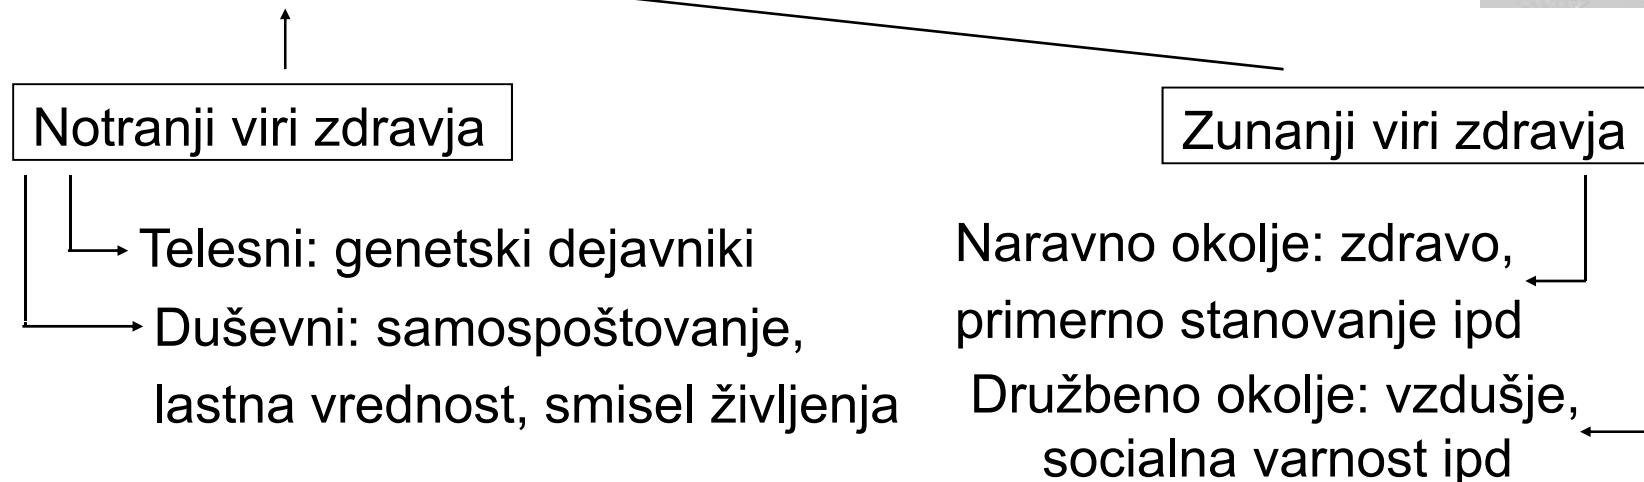 Notranji viri zdravja
Telesni: genetski dejavniki
Duševni: samospoštovanje,
lastna vrednost, smisel življenja
Zunanji viri zdravja
Naravno okolje: zdravo,
primerno stanovanje ipd
Družbeno okolje: vzdušje,
socialna varnost ipd